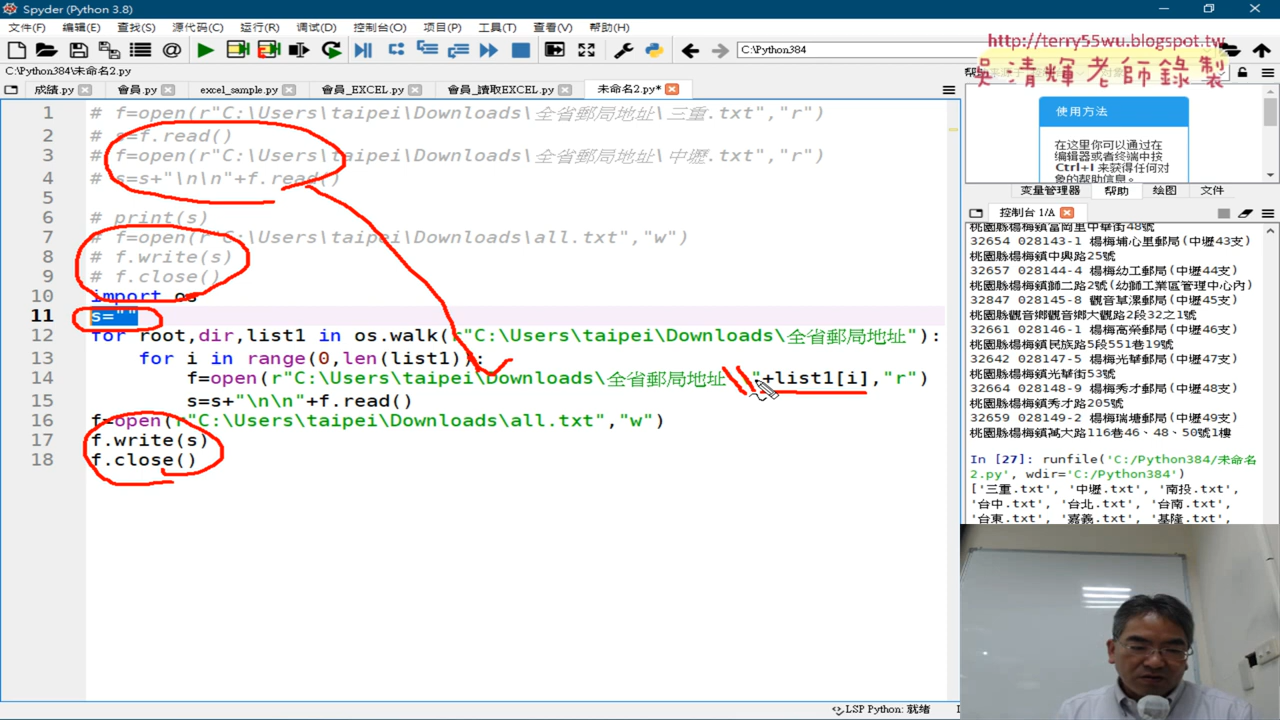 Spyder (Python 3.8)
文件(F) 编辑(E) 查找(S) 源代码(C) 运行(R) 调试(D) 控制台(O) 项目(P) 工具(T) 查看(V) 帮助(H)
C:\Python384
http://terry55wu.blogspot.tw
吳清輝老師錄製
C:\Python384\未命名2.py
成績.py 會員.py excel_sample.py 會員_EXCEL.py 會員_讀取EXCEL.py 未命名2.py*
1 # f=open(r"C:\Users\taipei\Downloads\全省郵局地址\三重.txt","r")
2 # s=f.read()
3 # f=open(r"C:\Users\taipei\Downloads\全省郵局地址\中壢.txt","r")
4 # s=s+"\n\n"+f.read()
5
6 # print(s)
7 # f=open(r"C:\Users\taipei\Downloads\all.txt","w")
8 # f.write(s)
9 # f.close()
10 import os
11 s=""
12 for root,dir,list1 in os.walk(r"C:\Users\taipei\Downloads\全省郵局地址"):
13 for i in range(0,len(list1)):
14 f=open(r"C:\Users\taipei\Downloads\全省郵局地址\\"+list1[i],"r")
15 s=s+"\n\n"+f.read()
16 f=open(r"C:\Users\taipei\Downloads\all.txt","w")
17 f.write(s)
18 f.close()
使用方法
在这里你可以通过在
编辑器或者终端中按
Ctrl+I 来获得任何对
象的帮助信息。
变量管理器 帮助 绘图 文件
控制台 1/A
桃園縣楊梅鎮富岡里中華街48號
32654 028143-1 楊梅埔心里郵局(中壢43支)
桃園縣楊梅鎮中興路25號
32657 028144-4 楊梅幼工郵局(中壢44支)
桃園縣楊梅鎮獅二路2號(幼獅工業區管理中心內)
32847 028145-8 觀音草漯郵局(中壢45支)
桃園縣觀音鄉觀音鄉大觀路2段32之1號
32661 028146-1 楊梅高榮郵局(中壢46支)
桃園縣楊梅鎮民族路5段551巷19號
32642 028147-5 楊梅光華郵局(中壢47支)
桃園縣楊梅鎮光華街53號
32664 028148-9 楊梅秀才郵局(中壢48支)
桃園縣楊梅鎮秀才路205號
32659 028149-2 楊梅瑞塘郵局(中壢49支)
桃園縣楊梅鎮萬大路116巷46、48、50號1樓
In [27]: runfile('C:/Python384/未命名
2.py', wdir='C:/Python384')
['三重.txt', '中壢.txt', '南投.txt',
'台中.txt', '台北.txt', '台南.txt',
'台東.txt', '嘉義.txt', '基隆.txt',
LSP Python: 就绪